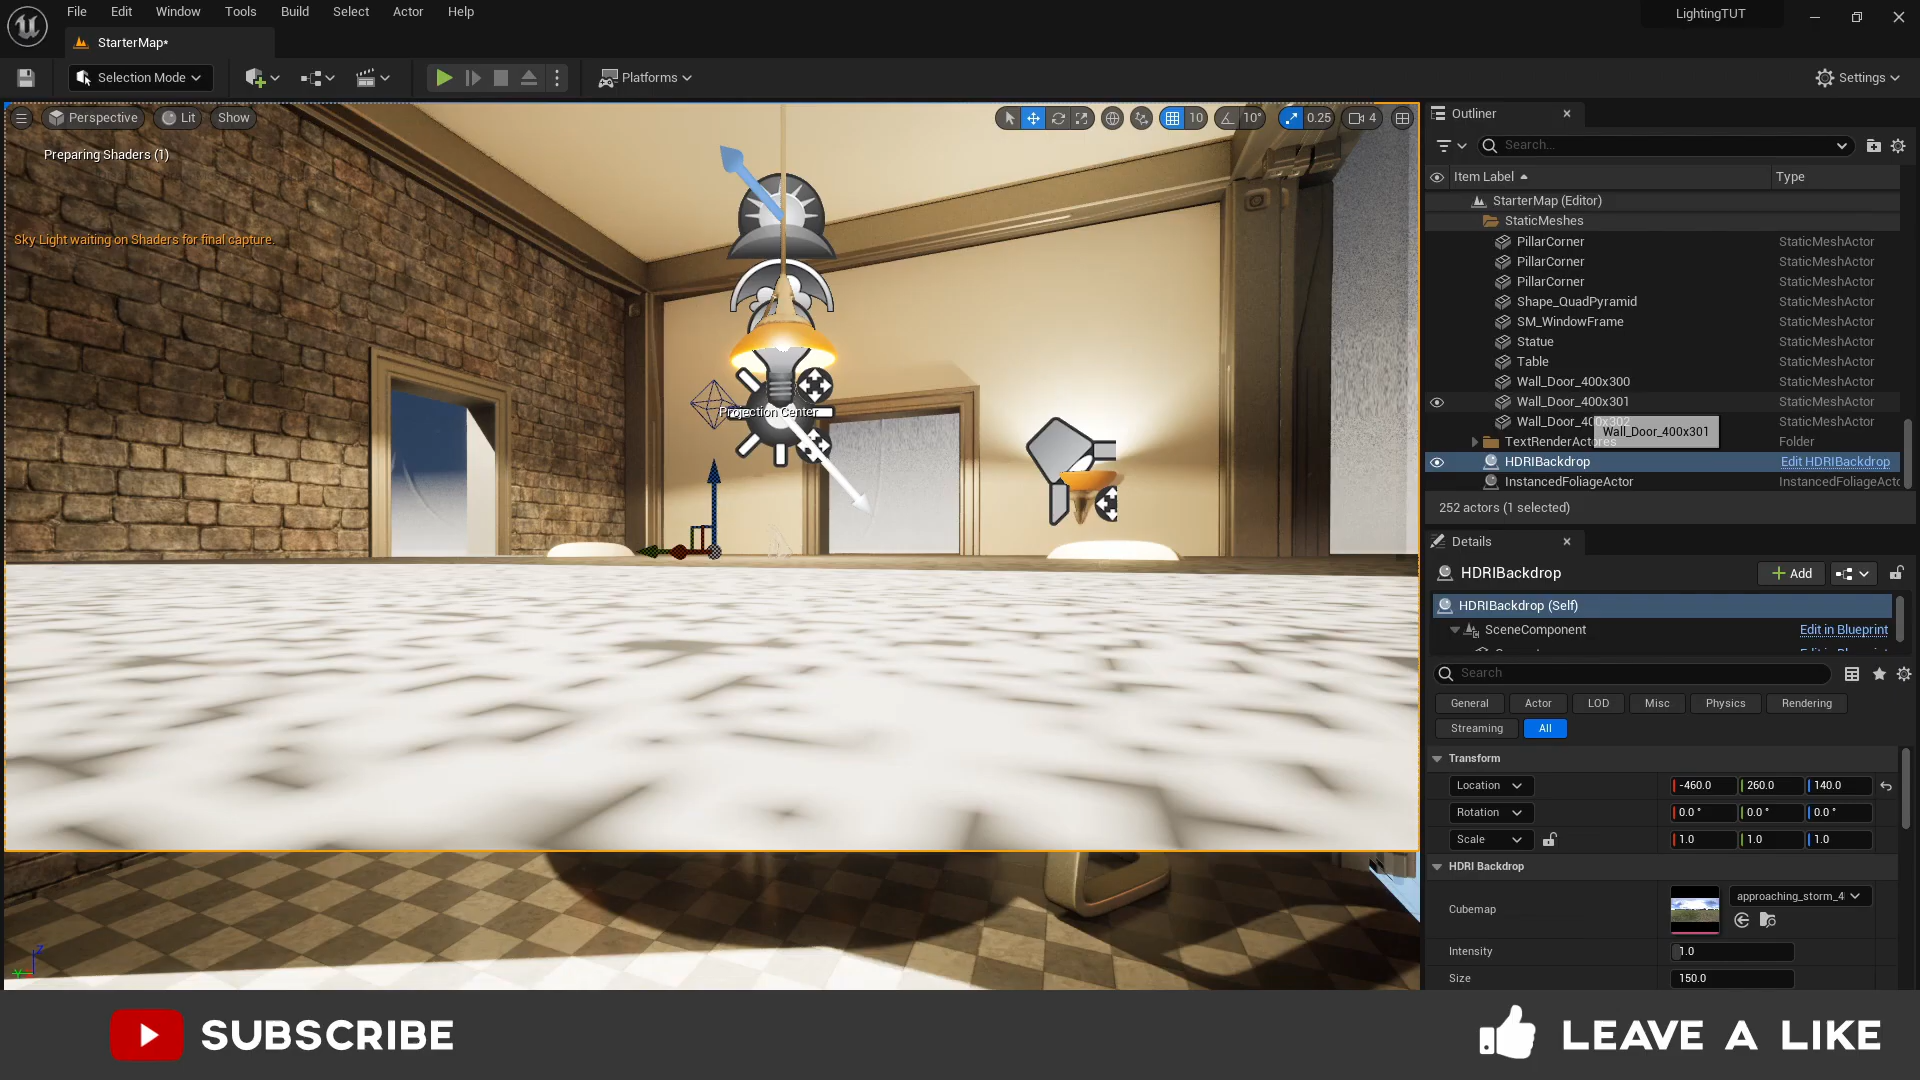 File Edit Window Tools Build Select Actor Help
LightingTUT
StarterMap*
Selection Mode
Platforms
Settings
Perspective Lit Show
10 10° 0.25 4
Preparing Shaders (1)
Sky Light waiting on Shaders for final capture.
Projection Center
Outliner
Search...
Item Label Type
StarterMap (Editor)
StaticMeshes
PillarCorner StaticMeshActor
PillarCorner StaticMeshActor
PillarCorner StaticMeshActor
Shape_QuadPyramid StaticMeshActor
SM_WindowFrame StaticMeshActor
Statue StaticMeshActor
Table StaticMeshActor
Wall_Door_400x300 StaticMeshActor
Wall_Door_400x301 StaticMeshActor
Wall_Door_400x302 StaticMeshActor
Wall_Door_400x301
TextRenderActores Folder
HDRIBackdrop Edit HDRIBackdrop
InstancedFoliageActor InstancedFoliageActo
252 actors (1 selected)
Details
HDRIBackdrop
Add
HDRIBackdrop (Self)
SceneComponent Edit in Blueprint
Search
General Actor LOD Misc Physics Rendering
Streaming All
Transform
Location -460.0 260.0 140.0
Rotation 0.0 ° 0.0 ° 0.0 °
Scale 1.0 1.0 1.0
HDRI Backdrop
Cubemap approaching_storm_4
Intensity 1.0
Size 150.0
SUBSCRIBE
LEAVE A LIKE